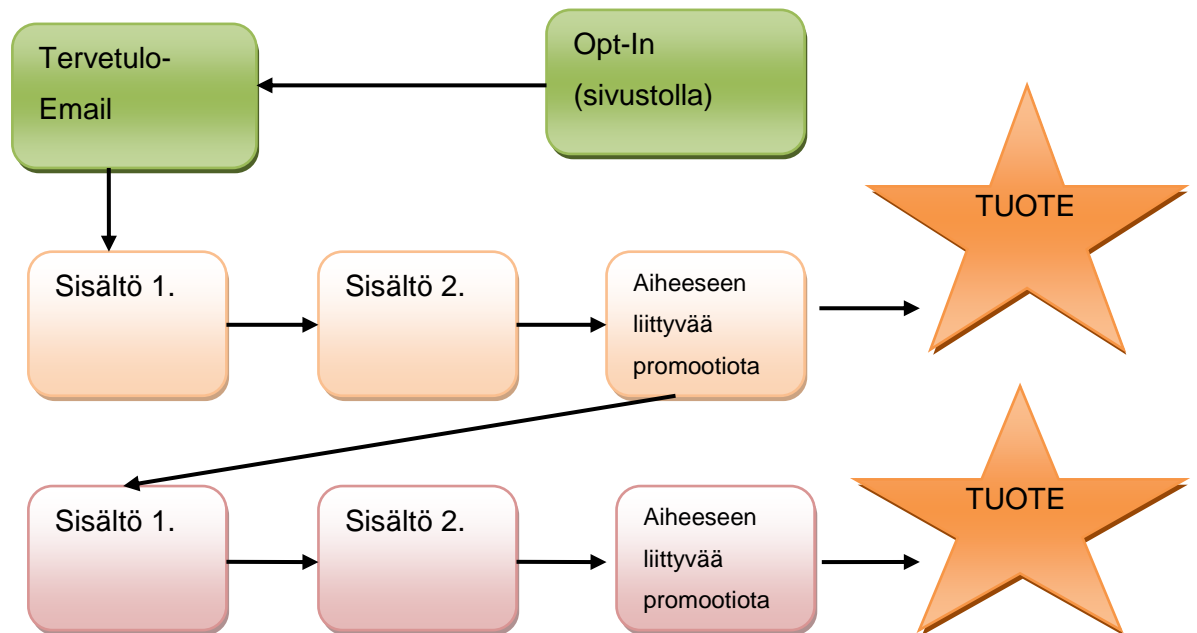 Tervetulo-
Email
Opt-In
(sivustolla)
TUOTE
Sisältö 1.
Sisältö 2.
Aiheeseen
liittyvää
promootiota
TUOTE
Sisältö 1.
Sisältö 2.
Aiheeseen
liittyvää
promootiota